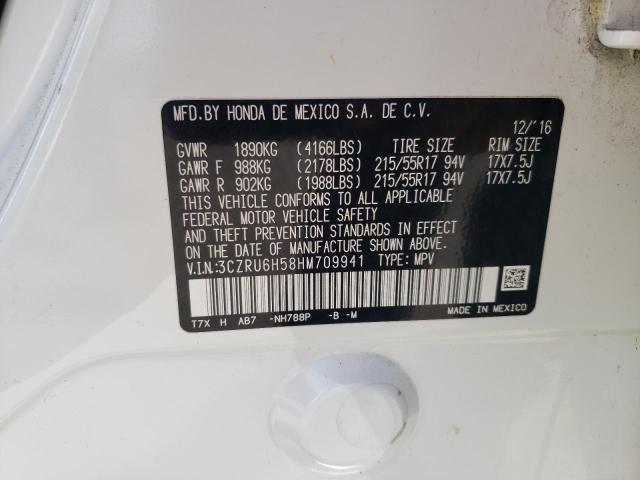 MFD.BY HONDA DE MEXICO S.A. DE C.V.
12/'16
GVWR 1890KG (4166LBS) TIRE SIZE RIM SIZE
GAWR F 988KG (2178LBS) 215/55R17 94V 17X7.5J
GAWR R 902KG (1988LBS) 215/55R17 94V 17X7.5J
THIS VEHICLE CONFORMS TO ALL APPLICABLE
FEDERAL MOTOR VEHICLE SAFETY
AND THEFT PREVENTION STANDARDS IN EFFECT
ON THE DATE OF MANUFACTURE SHOWN ABOVE.
V.I.N.:3CZRU6H58HM709941 TYPE: MPV
T7X H AB7 -NH788P -B -M MADE IN MEXICO